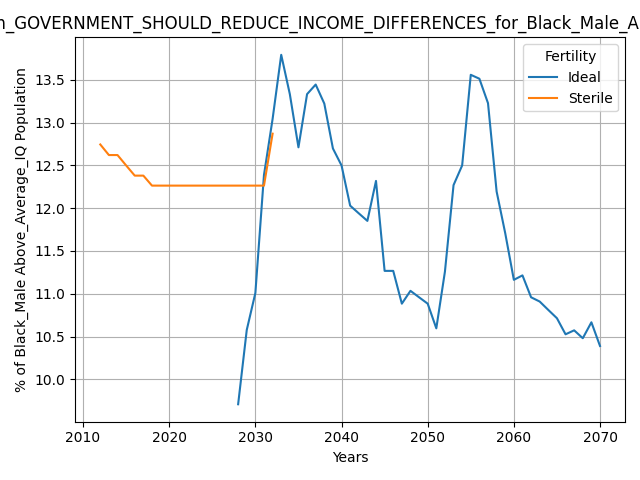 GOVERNMENT_SHOULD_REDUCE_INCOME_DIFFERENCES_for_Black_Male_A
Fertility
Ideal
Sterile
% of Black_Male Above_Average_IQ Population
13.5
13.0
12.5
12.0
11.5
11.0
10.5
10.0
2010 2020 2030 2040 2050 2060 2070
Years